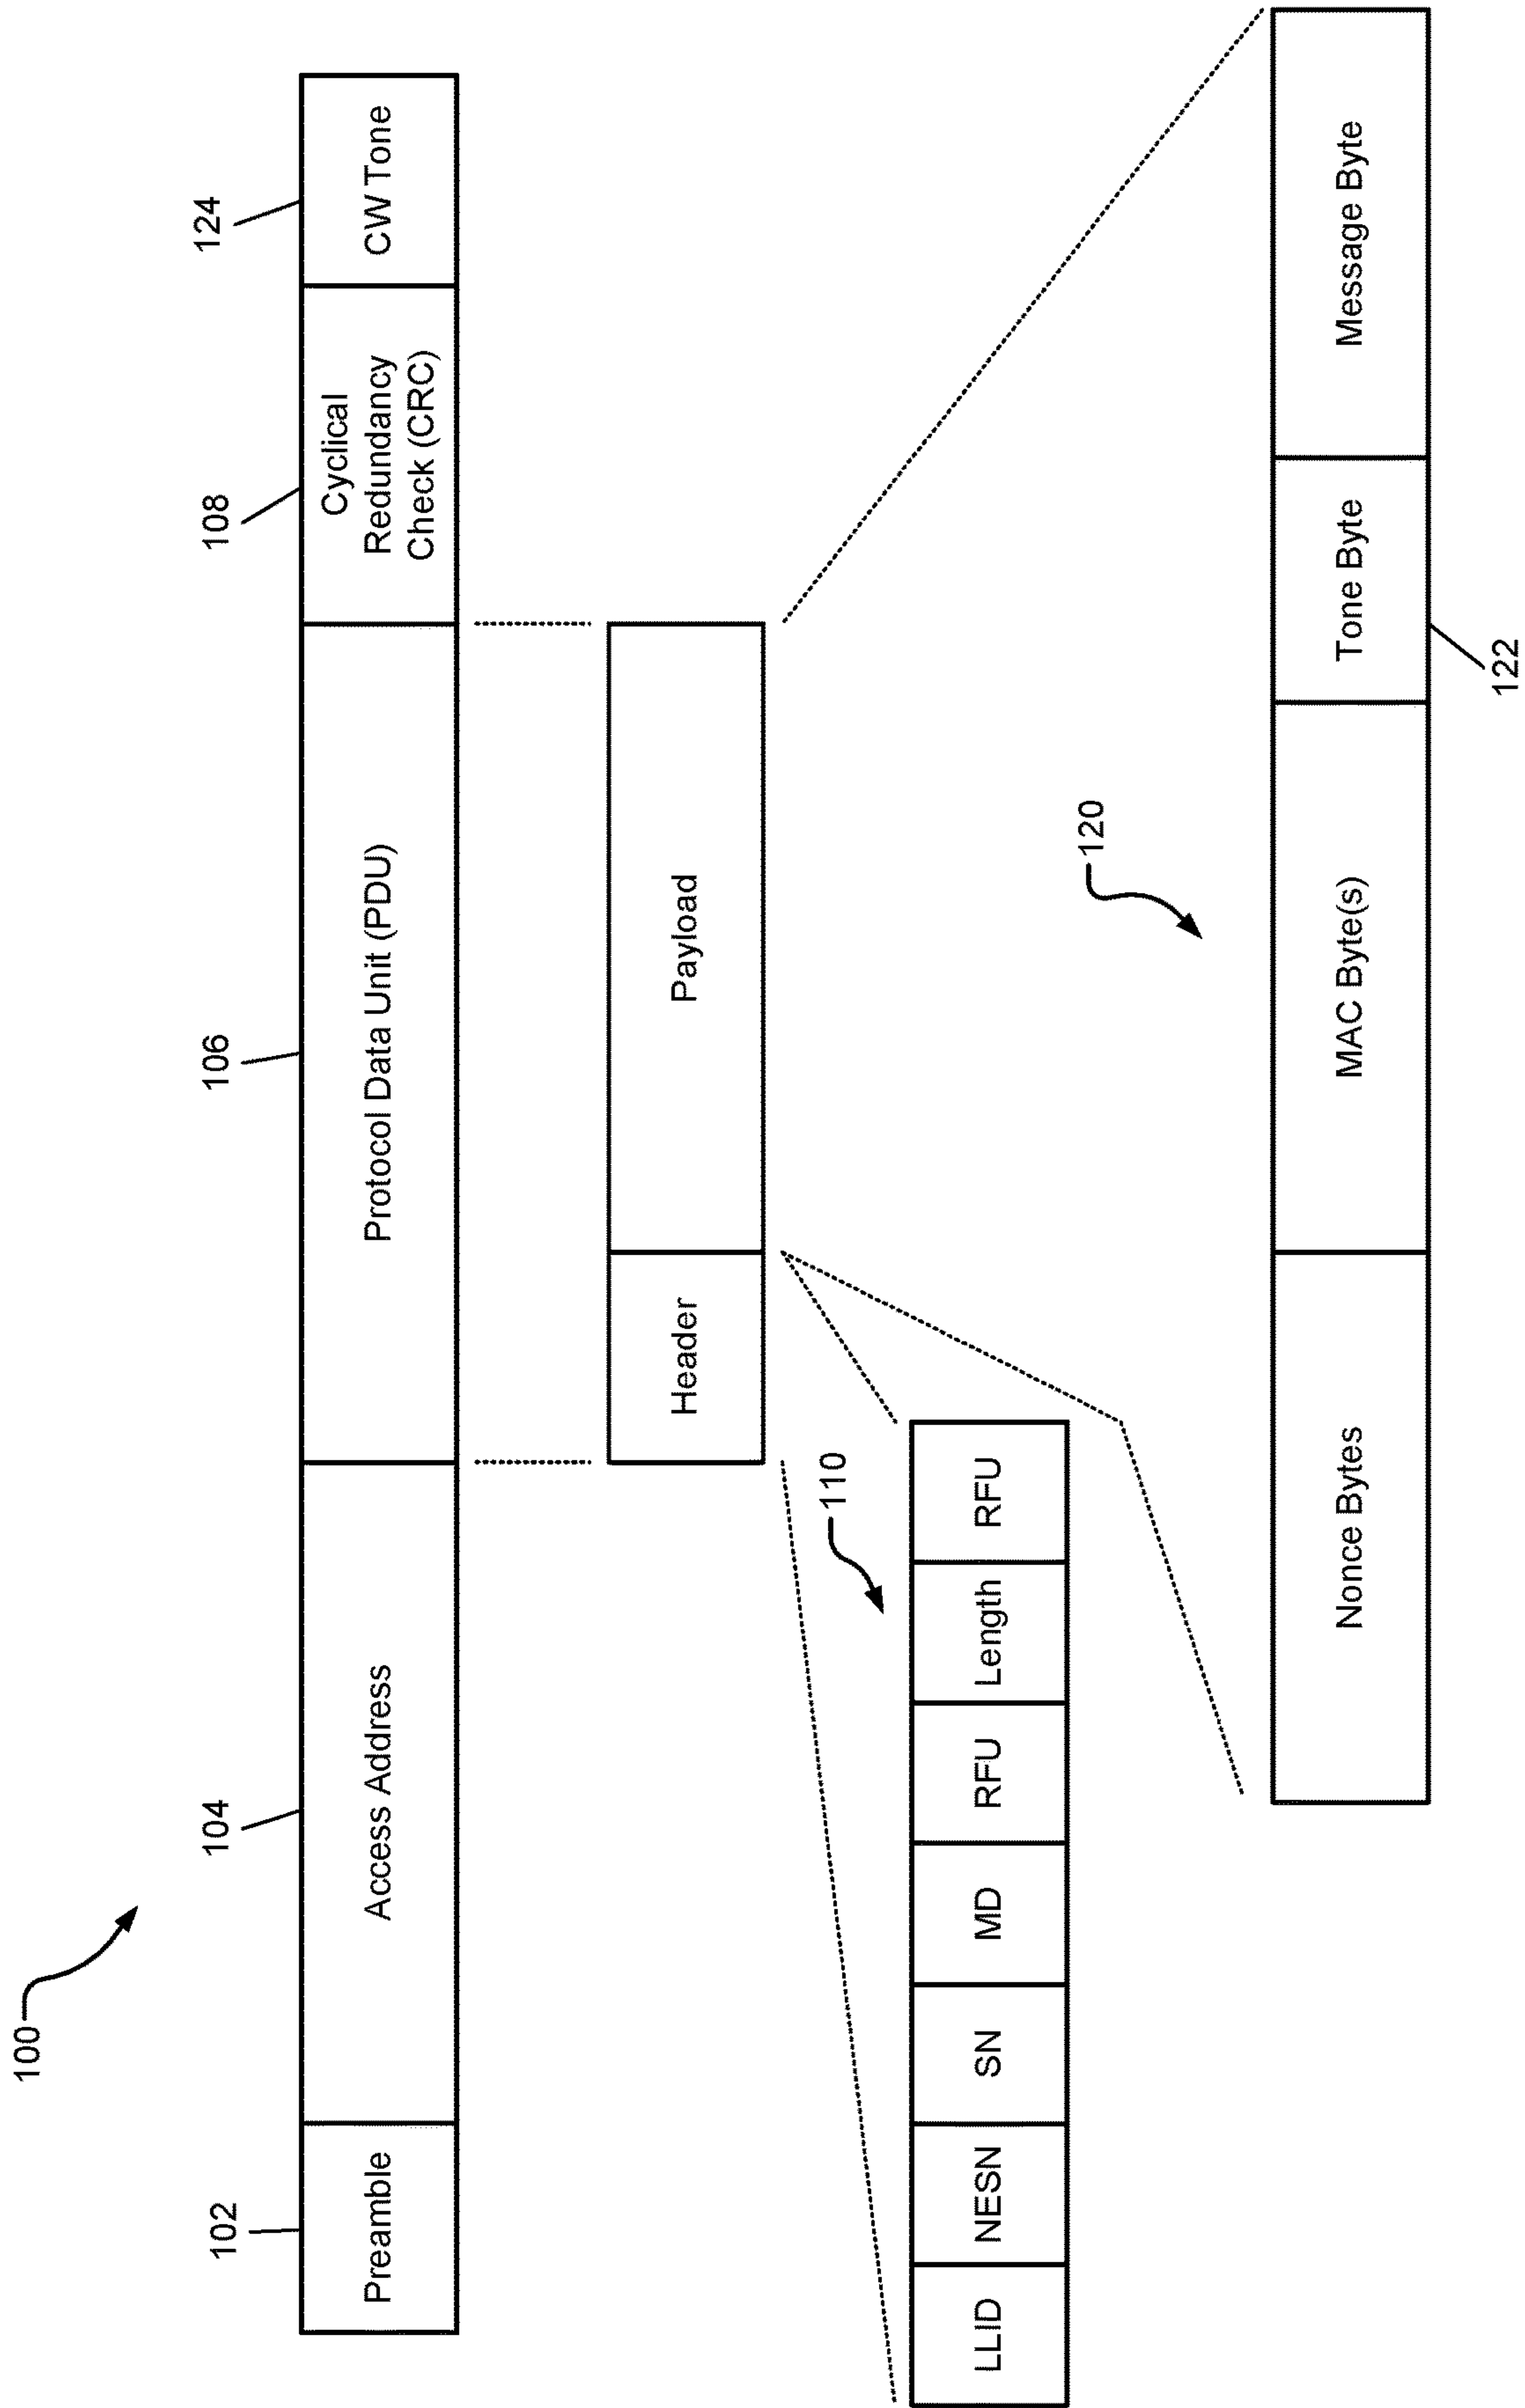 100
102
104
106
108
124
Preamble
Access Address
Protocol Data Unit (PDU)
Cyclical
Redundancy
Check (CRC)
CW Tone
Header
Payload
110
LLID
NESN
SN
MD
RFU
Length
RFU
120
Nonce Bytes
MAC Byte(s)
Tone Byte
Message Byte
122